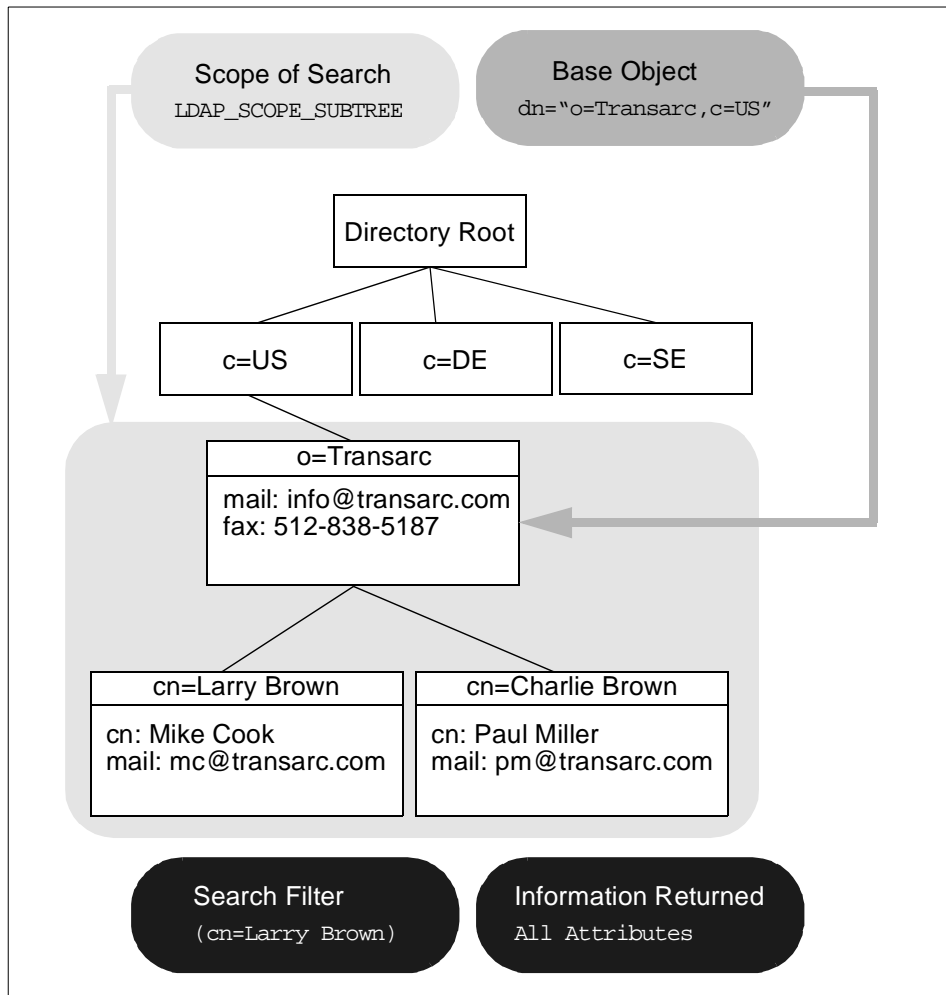 Scope of Search
LDAP_SCOPE_SUBTREE
Base Object
dn=“o=Transarc,c=US”
Directory Root
c=US
c=DE
c=SE
o=Transarc
mail: info@transarc.com
fax: 512-838-5187
cn=Larry Brown
cn: Mike Cook
mail: mc@transarc.com
cn=Charlie Brown
cn: Paul Miller
mail: pm@transarc.com
Search Filter
(cn=Larry Brown)
Information Returned
All Attributes